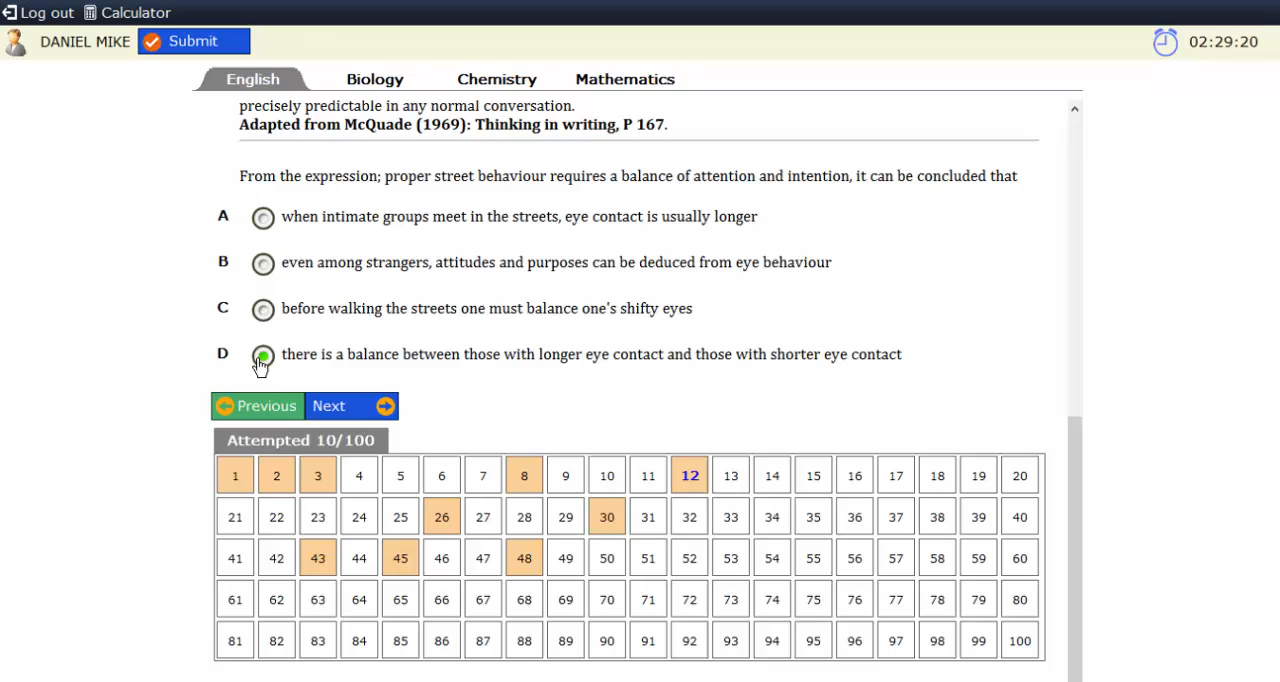 Log out Calculator
DANIEL MIKE Submit 02:29:20
English Biology Chemistry Mathematics
precisely predictable in any normal conversation.
Adapted from McQuade (1969): Thinking in writing, P 167.
From the expression; proper street behaviour requires a balance of attention and intention, it can be concluded that
A when intimate groups meet in the streets, eye contact is usually longer
B even among strangers, attitudes and purposes can be deduced from eye behaviour
C before walking the streets one must balance one's shifty eyes
D there is a balance between those with longer eye contact and those with shorter eye contact
Previous Next
Attempted 10/100
1 2 3 4 5 6 7 8 9 10 11 12 13 14 15 16 17 18 19 20
21 22 23 24 25 26 27 28 29 30 31 32 33 34 35 36 37 38 39 40
41 42 43 44 45 46 47 48 49 50 51 52 53 54 55 56 57 58 59 60
61 62 63 64 65 66 67 68 69 70 71 72 73 74 75 76 77 78 79 80
81 82 83 84 85 86 87 88 89 90 91 92 93 94 95 96 97 98 99 100